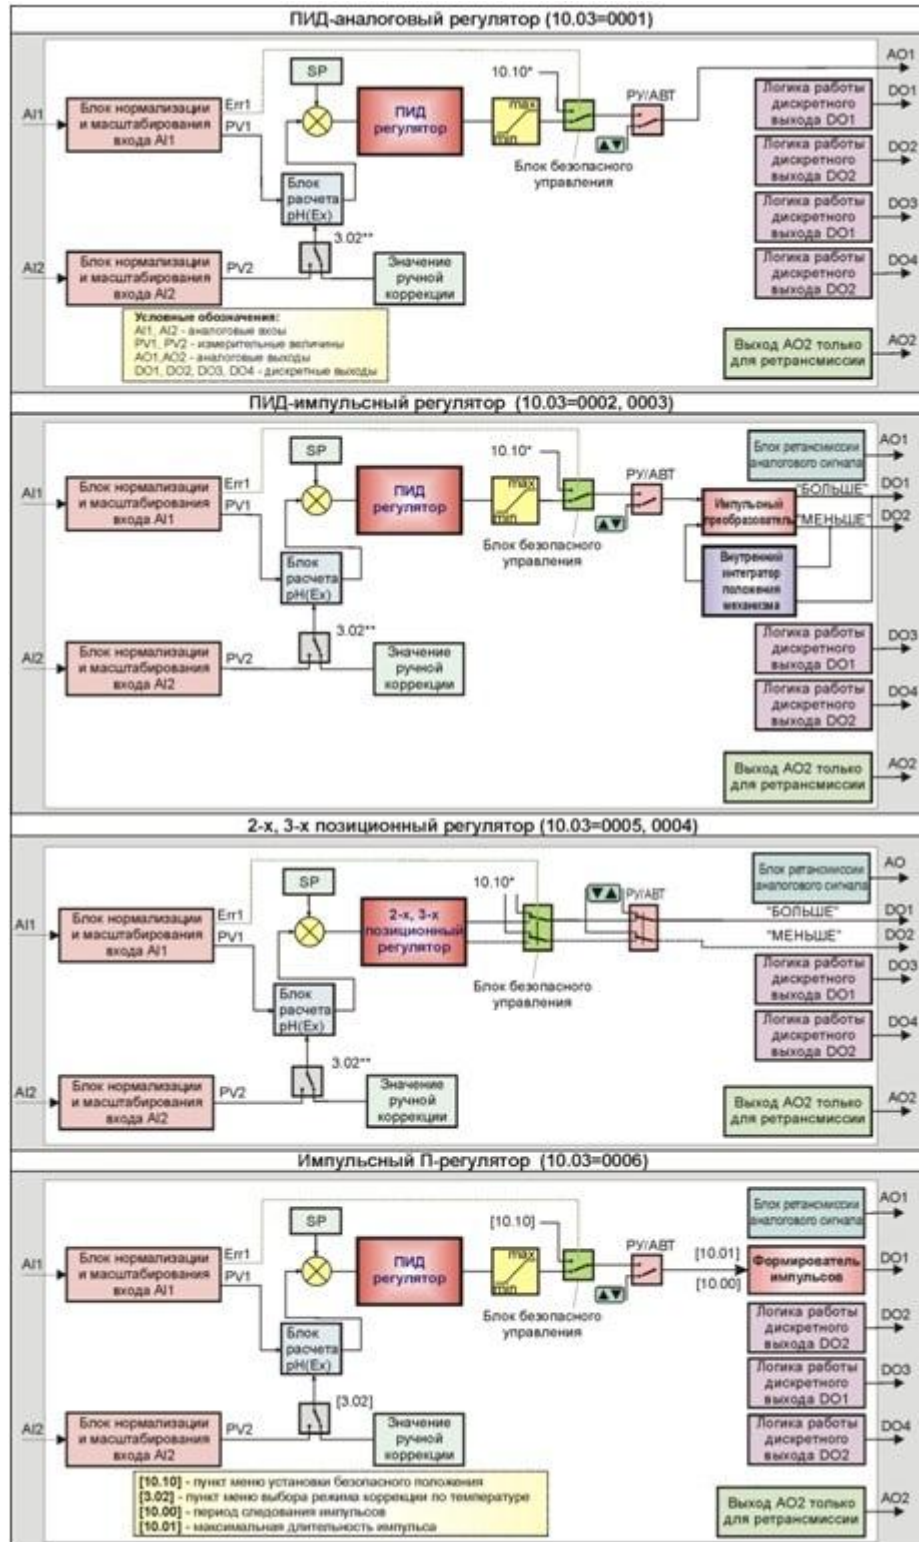 ПИД-аналоговый регулятор (10.03=0001)
AO1
SP
10.10*
Err1
PV1
AI1
Блок нормализации
и масштабирования
входа AI1
ПИД
регулятор
max
min
РУ/АВТ
Логика работы
дискретного
выхода DO1
DO1
Блок безопасного
управления
Логика работы
дискретного
выхода DO2
DO2
Блок
расчета
pH(Ex)
Логика работы
дискретного
выхода DO1
DO3
3.02**
AI2
Блок нормализации
и масштабирования
входа AI2
PV2
Значение
ручной
коррекции
Логика работы
дискретного
выхода DO2
DO4
Условные обозначения:
AI1, AI2 - аналоговые вхоы
PV1, PV2 - измерительные величины
AO1,AO2 - аналоговые выходы
DO1, DO2, DO3, DO4 - дискретные выходы
Выход AO2 только
для ретрансмиссии
AO2
ПИД-импульсный регулятор (10.03=0002, 0003)
SP
10.10*
Блок ретансмиссии
аналогового сигнала
AO1
Err1
PV1
AI1
Блок нормализации
и масштабирования
входа AI1
ПИД
регулятор
max
min
РУ/АВТ
"БОЛЬШЕ"
DO1
Импульсный
преобразователь
"МЕНЬШЕ"
DO2
Блок безопасного
управления
Блок
расчета
pH(Ex)
Внутренний
интегратор
положения
механизма
3.02**
AI2
Блок нормализации
и масштабирования
входа AI2
PV2
Значение
ручной
коррекции
Логика работы
дискретного
выхода DO1
DO3
Логика работы
дискретного
выхода DO2
DO4
Выход AO2 только
для ретрансмиссии
AO2
2-х, 3-х позиционный регулятор (10.03=0005, 0004)
SP
10.10*
РУ/АВТ
Блок ретансмиссии
аналогового сигнала
AO
Err1
PV1
AI1
Блок нормализации
и масштабирования
входа AI1
2-х, 3-х
позиционный
регулятор
"БОЛЬШЕ"
DO1
"МЕНЬШЕ"
DO2
Блок безопасного
управления
Логика работы
дискретного
выхода DO1
DO3
Блок
расчета
pH(Ex)
Логика работы
дискретного
выхода DO2
DO4
3.02**
AI2
Блок нормализации
и масштабирования
входа AI2
PV2
Значение
ручной
коррекции
Выход AO2 только
для ретрансмиссии
AO2
Импульсный П-регулятор (10.03=0006)
SP
[10.10]
Блок ретансмиссии
аналогового сигнала
AO1
Err1
PV1
AI1
Блок нормализации
и масштабирования
входа AI1
ПИД
регулятор
max
min
РУ/АВТ
[10.01]
[10.00]
Формирователь
импульсов
DO1
Блок безопасного
управления
Логика работы
дискретного
выхода DO2
DO2
Блок
расчета
pH(Ex)
Логика работы
дискретного
выхода DO1
DO3
[3.02]
AI2
Блок нормализации
и масштабирования
входа AI2
PV2
Значение
ручной
коррекции
Логика работы
дискретного
выхода DO2
DO4
[10.10] - пункт меню установки безопасного положения
[3.02] - пункт меню выбора режима коррекции по температуре
[10.00] - период следования импульсов
[10.01] - максимальная длительность импульса
Выход AO2 только
для ретрансмиссии
AO2